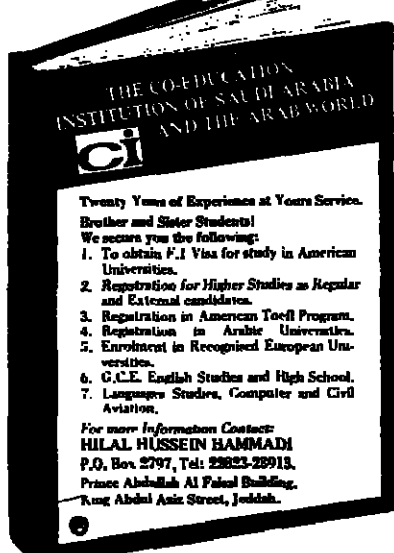 THE CO-EDUCATION
INSTITUTION OF SAUDI ARABIA
AND THE ARAB WORLD
ci
Twenty Years of Experience at Yours Service.
Brother and Sister Students!
We secure you the following:
1. To obtain F.1 Visa for study in American
Universities.
2. Registration for Higher Studies as Regular
and External candidates.
3. Registration in American Toefl Program.
4. Registration in Arabic Universities.
5. Enrolment in Recognised European Uni-
versities.
6. G.C.E. English Studies and High School.
7. Languages Studies, Computer and Civil
Aviation.
For more Information Contact:
HILAL HUSSEIN HAMMADI
P.O. Box 2797, Tel: 22823-28913.
Prince Abdullah Al Faisal Building.
King Abdul Aziz Street, Jeddah.